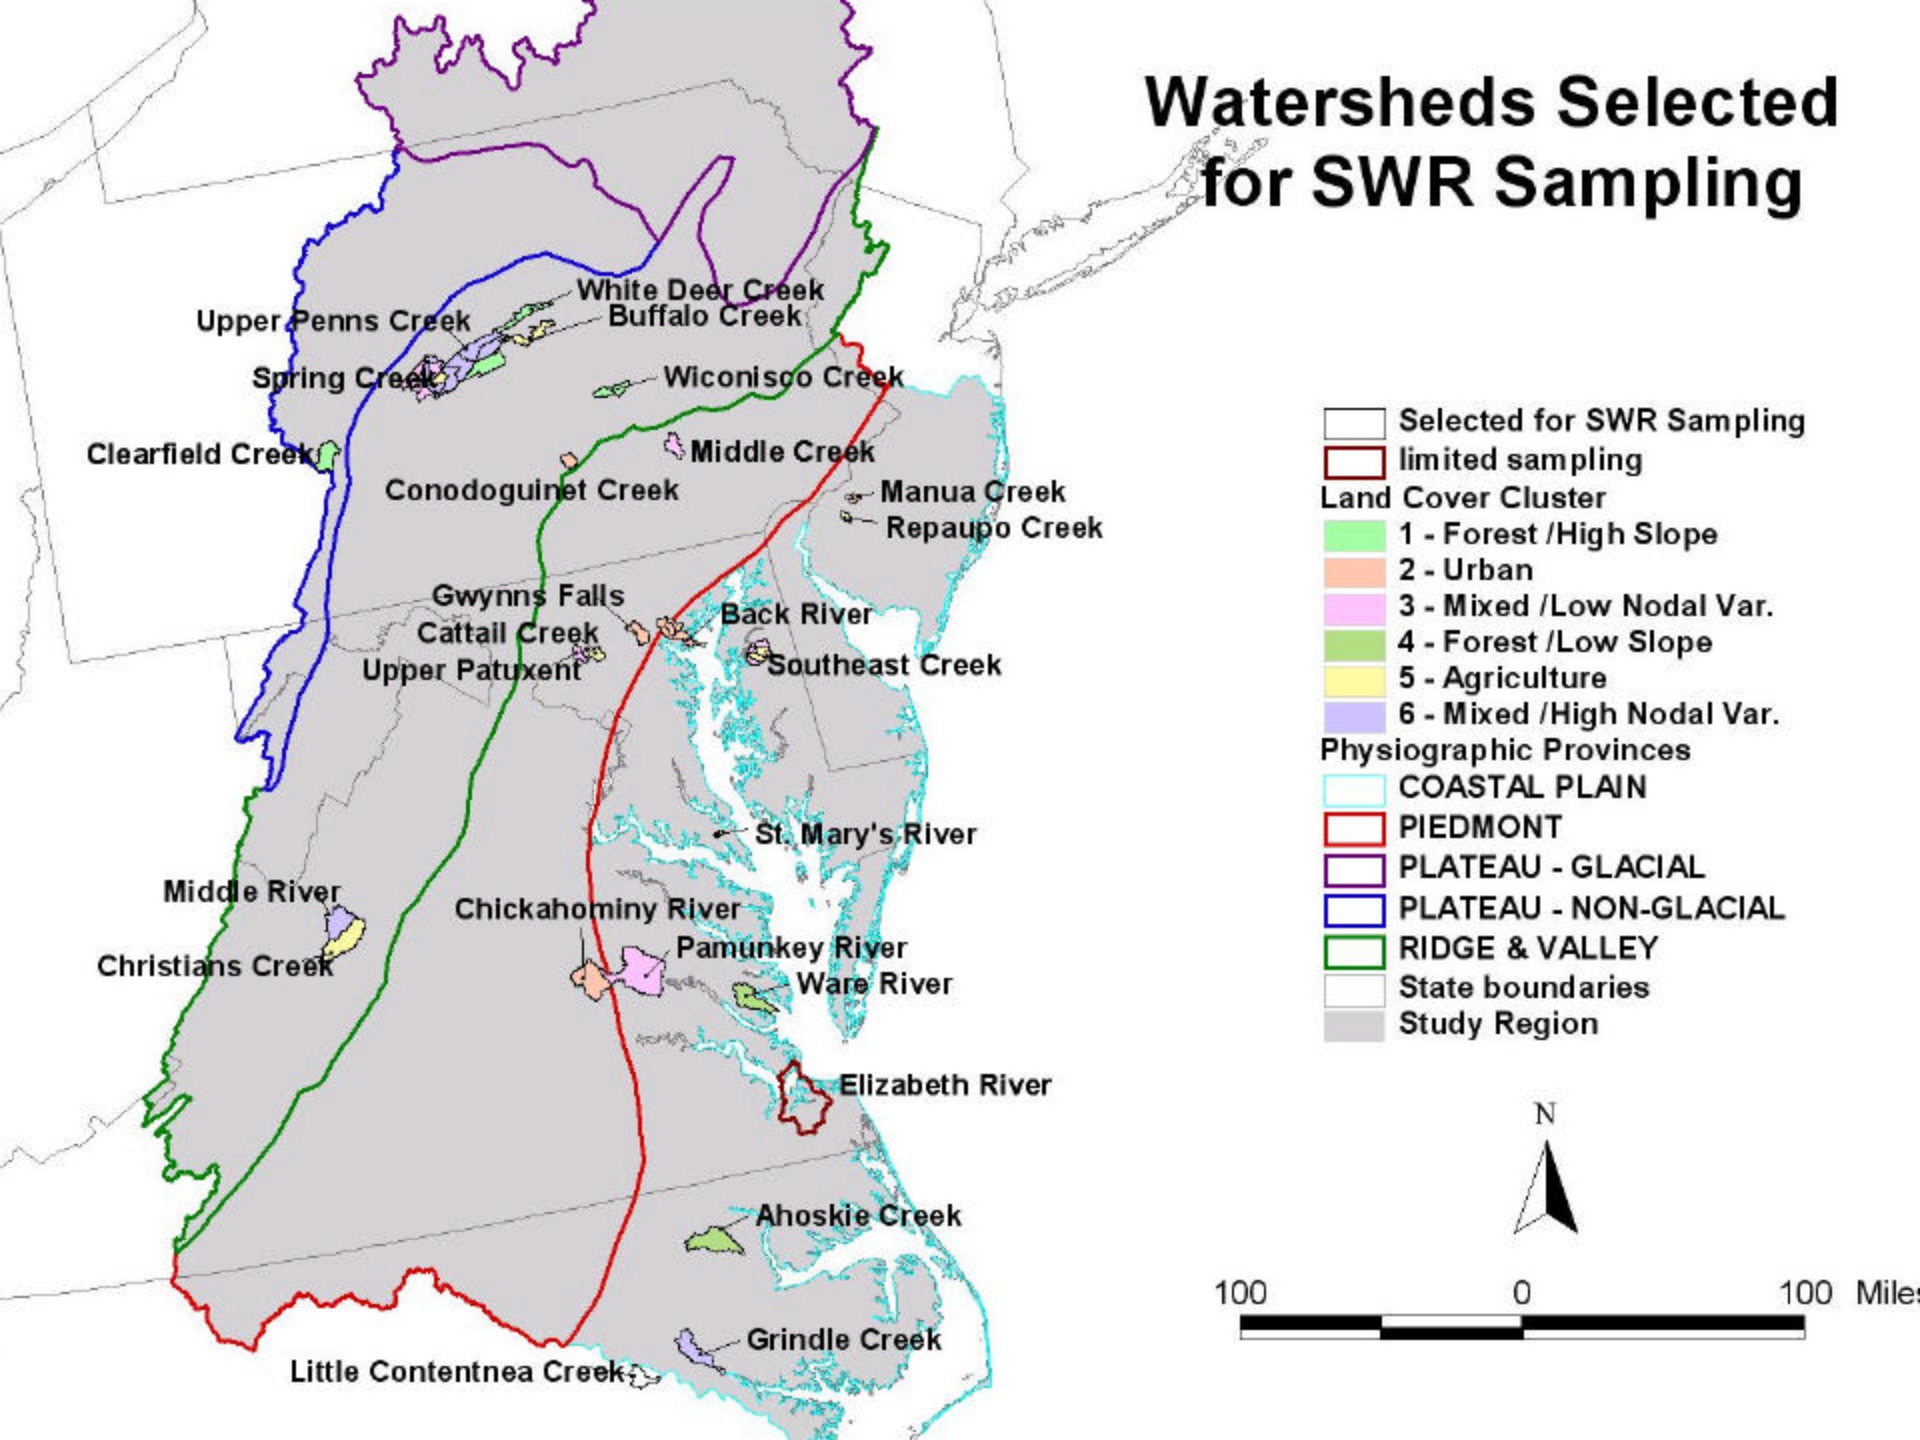 Watersheds Selected
for SWR Sampling
White Deer Creek
Upper Penns Creek
Buffalo Creek
Spring Creek
Wiconisco Creek
Clearfield Creek
Middle Creek
Conodoguinet Creek
Manua Creek
Repaupo Creek
Gwynns Falls
Back River
Cattail Creek
Upper Patuxent
Southeast Creek
St. Mary's River
Middle River
Chickahominy River
Pamunkey River
Christians Creek
Ware River
Elizabeth River
Ahoskie Creek
Grindle Creek
Little Contentnea Creek
Selected for SWR Sampling
limited sampling
Land Cover Cluster
1 - Forest /High Slope
2 - Urban
3 - Mixed /Low Nodal Var.
4 - Forest /Low Slope
5 - Agriculture
6 - Mixed /High Nodal Var.
Physiographic Provinces
COASTAL PLAIN
PIEDMONT
PLATEAU - GLACIAL
PLATEAU - NON-GLACIAL
RIDGE & VALLEY
State boundaries
Study Region
N
100 0 100 Miles